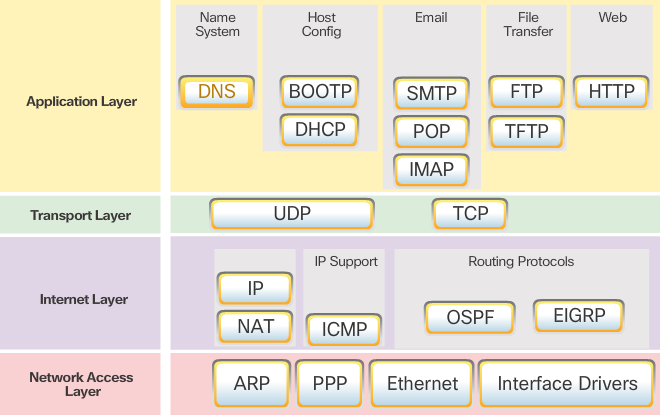 Name
System
Host
Config
Email
File
Transfer
Web
Application Layer
DNS
BOOTP
SMTP
FTP
HTTP
DHCP
POP
TFTP
IMAP
Transport Layer
UDP
TCP
Internet Layer
IP Support
Routing Protocols
IP
NAT
ICMP
OSPF
EIGRP
Network Access
Layer
ARP
PPP
Ethernet
Interface Drivers